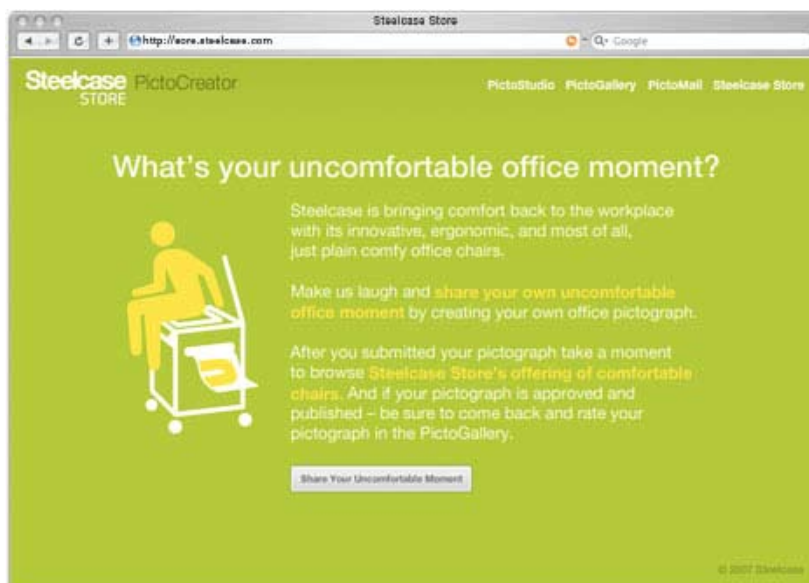 Steelcase Store
http://sore.steelcase.com
Google
Steelcase PictoCreator
STORE
PictoStudio PictoGallery PictoMail Steelcase Store
What's your uncomfortable office moment?
Steelcase is bringing comfort back to the workplace
with its innovative, ergonomic, and most of all,
just plain comfy office chairs.
Make us laugh and share your own uncomfortable
office moment by creating your own office pictograph.
After you submitted your pictograph take a moment
to browse Steelcase Store's offering of comfortable
chairs. And if your pictograph is approved and
published – be sure to come back and rate your
pictograph in the PictoGallery.
Share Your Uncomfortable Moment
© 2007 Steelcase